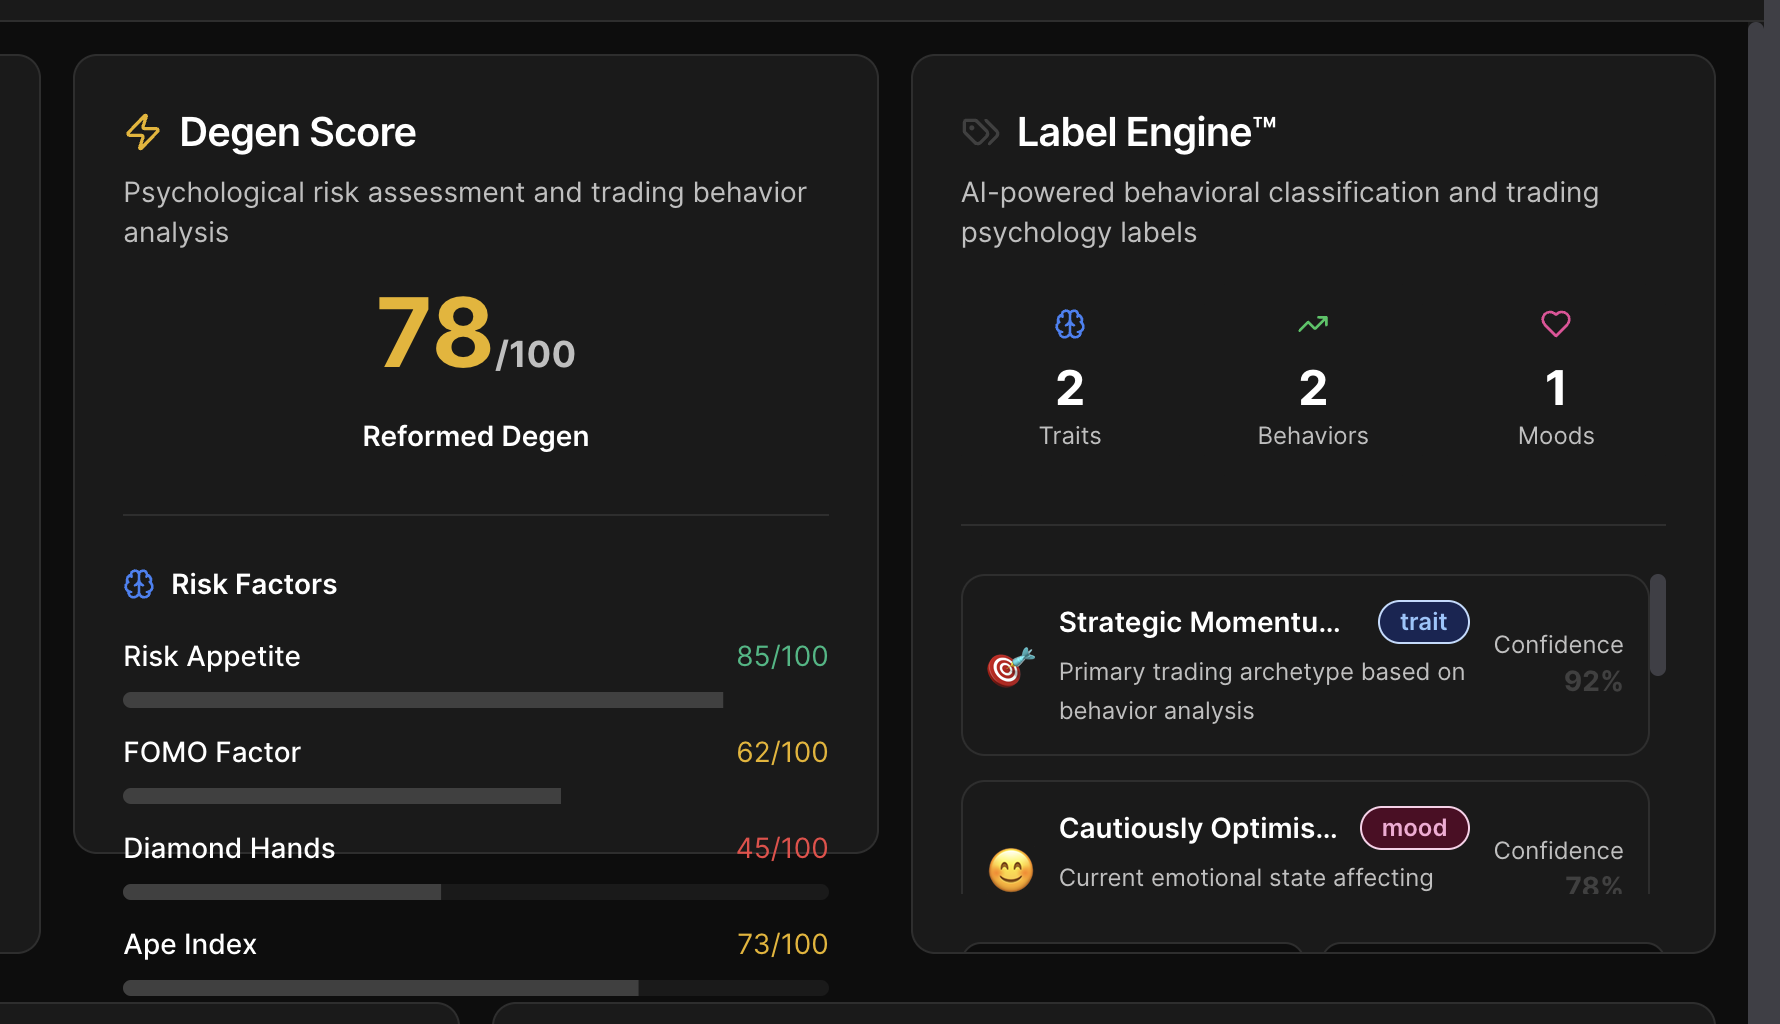 Degen Score
Psychological risk assessment and trading behavior
analysis
78/100
Reformed Degen
Risk Factors
Risk Appetite 85/100
FOMO Factor 62/100
Diamond Hands 45/100
Ape Index 73/100
Label Engine™
AI-powered behavioral classification and trading
psychology labels
2 2 1
Traits Behaviors Moods
Strategic Momentu... trait
Primary trading archetype based on
behavior analysis
Confidence
92%
Cautiously Optimis... mood
Current emotional state affecting
Confidence
78%